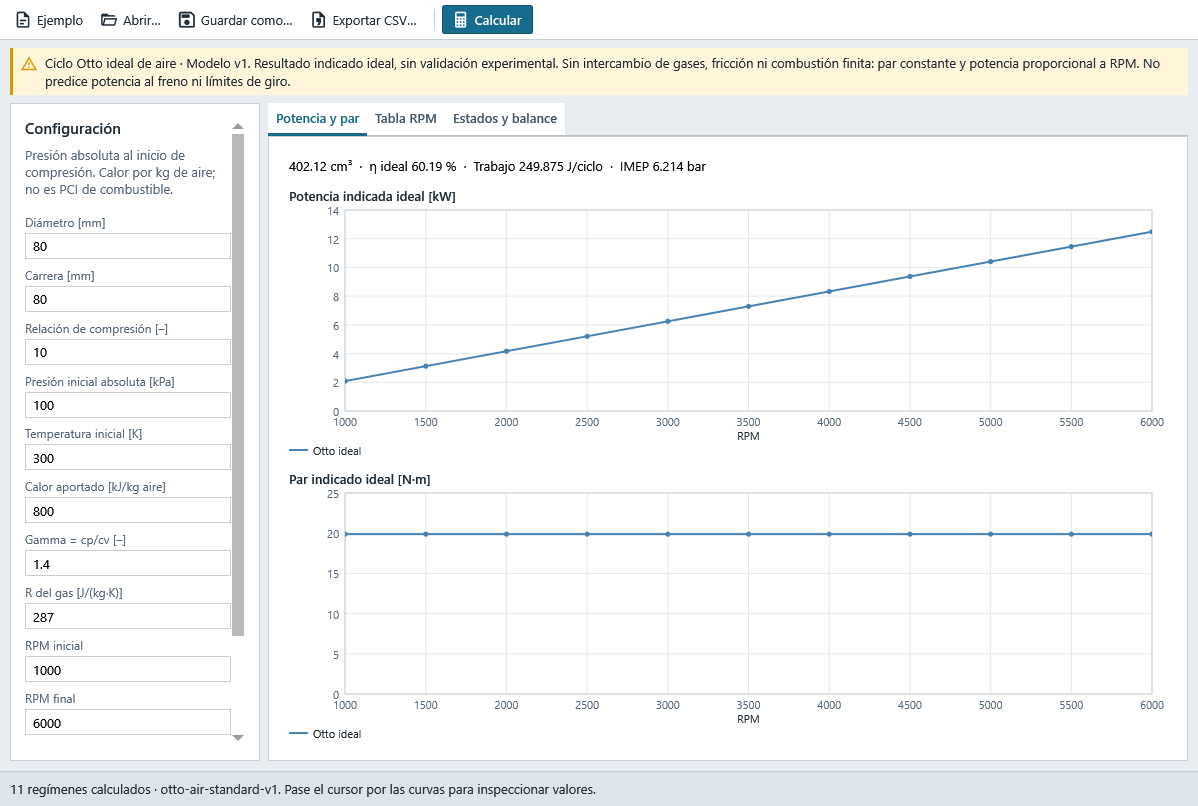 Ejemplo
Abrir...
Guardar como...
Exportar CSV...
Calcular
Ciclo Otto ideal de aire · Modelo v1. Resultado indicado ideal, sin validación experimental. Sin intercambio de gases, fricción ni combustión finita: par constante y potencia proporcional a RPM. No
predice potencia al freno ni límites de giro.
Configuración
Presión absoluta al inicio de
compresión. Calor por kg de aire;
no es PCI de combustible.
Diámetro [mm]
80
Carrera [mm]
80
Relación de compresión [–]
10
Presión inicial absoluta [kPa]
100
Temperatura inicial [K]
300
Calor aportado [kJ/kg aire]
800
Gamma = cp/cv [–]
1.4
R del gas [J/(kg·K)]
287
RPM inicial
1000
RPM final
6000
Potencia y par
Tabla RPM
Estados y balance
402.12 cm³ · η ideal 60.19 % · Trabajo 249.875 J/ciclo · IMEP 6.214 bar
Potencia indicada ideal [kW]
14
12
10
8
6
4
2
0
1000 1500 2000 2500 3000 3500 4000 4500 5000 5500 6000
RPM
Otto ideal
Par indicado ideal [N·m]
25
20
15
10
5
0
1000 1500 2000 2500 3000 3500 4000 4500 5000 5500 6000
RPM
Otto ideal
11 regímenes calculados · otto-air-standard-v1. Pase el cursor por las curvas para inspeccionar valores.